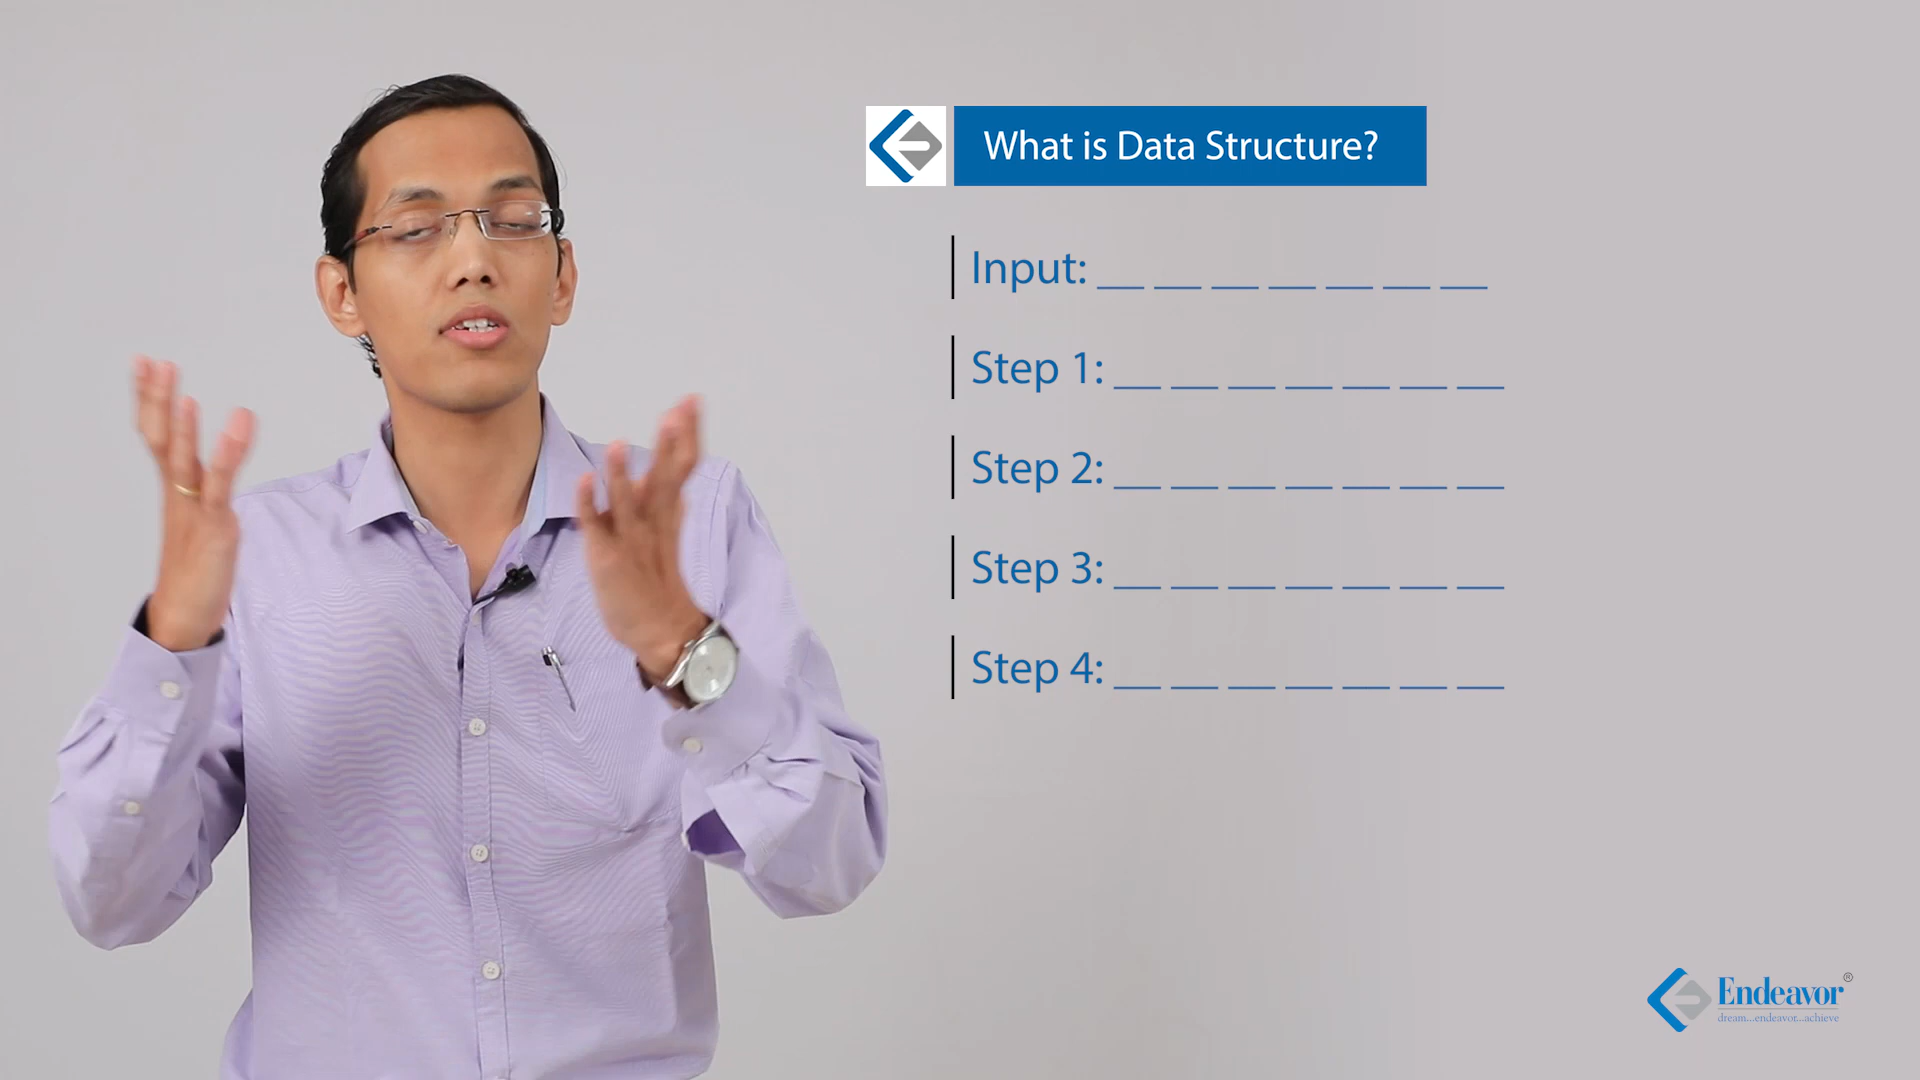 What is Data Structure?
Input: __ __ __ __ __ __ __
Step 1: __ __ __ __ __ __ __
Step 2: __ __ __ __ __ __ __
Step 3: __ __ __ __ __ __ __
Step 4: __ __ __ __ __ __ __
Endeavor®
dream...endeavor...achieve